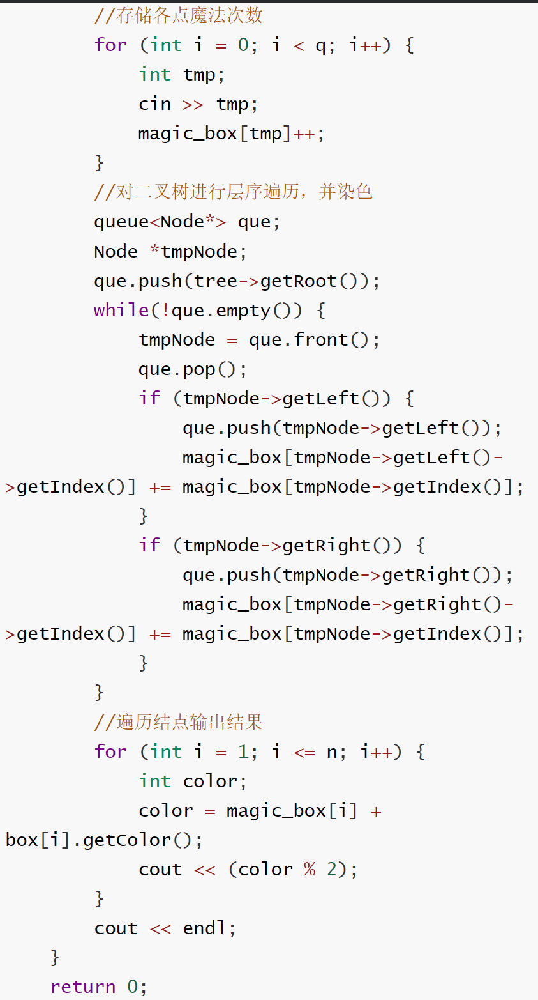 //存储各点魔法次数
for (int i = 0; i < q; i++) {
int tmp;
cin >> tmp;
magic_box[tmp]++;
}
//对二叉树进行层序遍历，并染色
queue<Node*> que;
Node *tmpNode;
que.push(tree->getRoot());
while(!que.empty()) {
tmpNode = que.front();
que.pop();
if (tmpNode->getLeft()) {
que.push(tmpNode->getLeft());
magic_box[tmpNode->getLeft()-
>getIndex()] += magic_box[tmpNode->getIndex()];
}
if (tmpNode->getRight()) {
que.push(tmpNode->getRight());
magic_box[tmpNode->getRight()-
>getIndex()] += magic_box[tmpNode->getIndex()];
}
}
//遍历结点输出结果
for (int i = 1; i <= n; i++) {
int color;
color = magic_box[i] +
box[i].getColor();
cout << (color % 2);
}
cout << endl;
}
return 0;